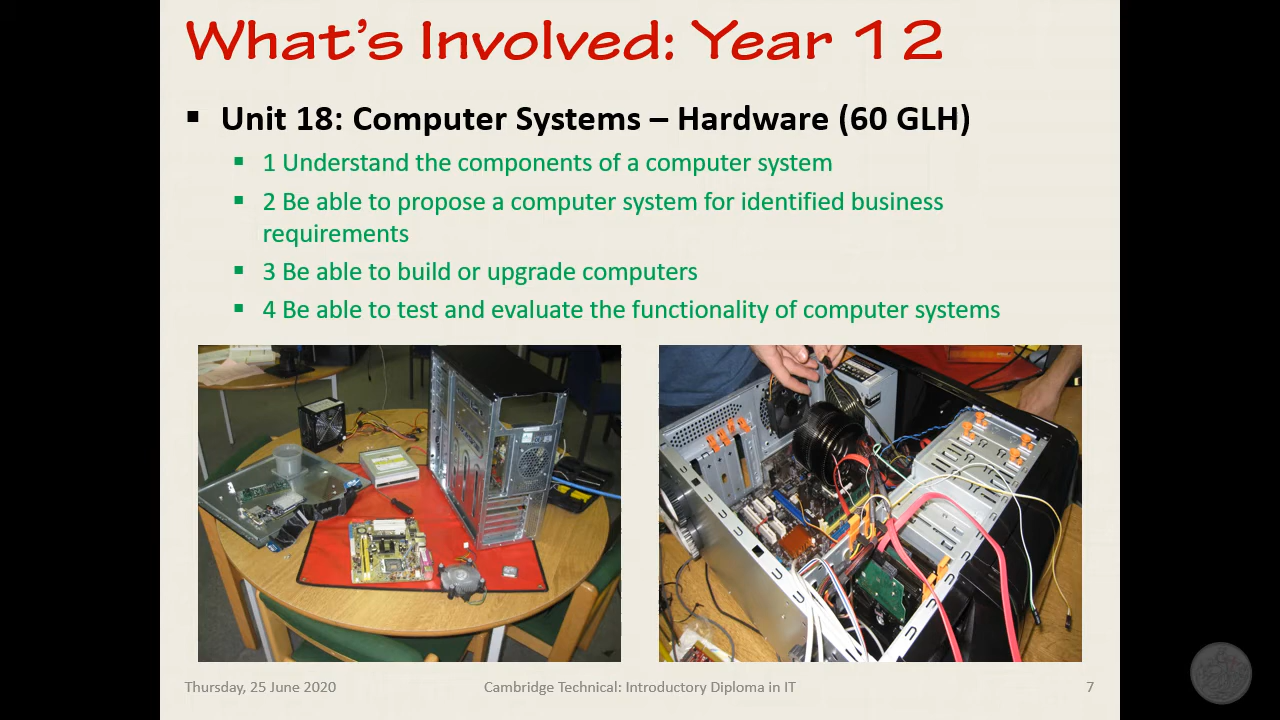 What's Involved: Year 12
▪ Unit 18: Computer Systems – Hardware (60 GLH)
▪ 1 Understand the components of a computer system
▪ 2 Be able to propose a computer system for identified business
requirements
▪ 3 Be able to build or upgrade computers
▪ 4 Be able to test and evaluate the functionality of computer systems
Thursday, 25 June 2020
Cambridge Technical: Introductory Diploma in IT
7